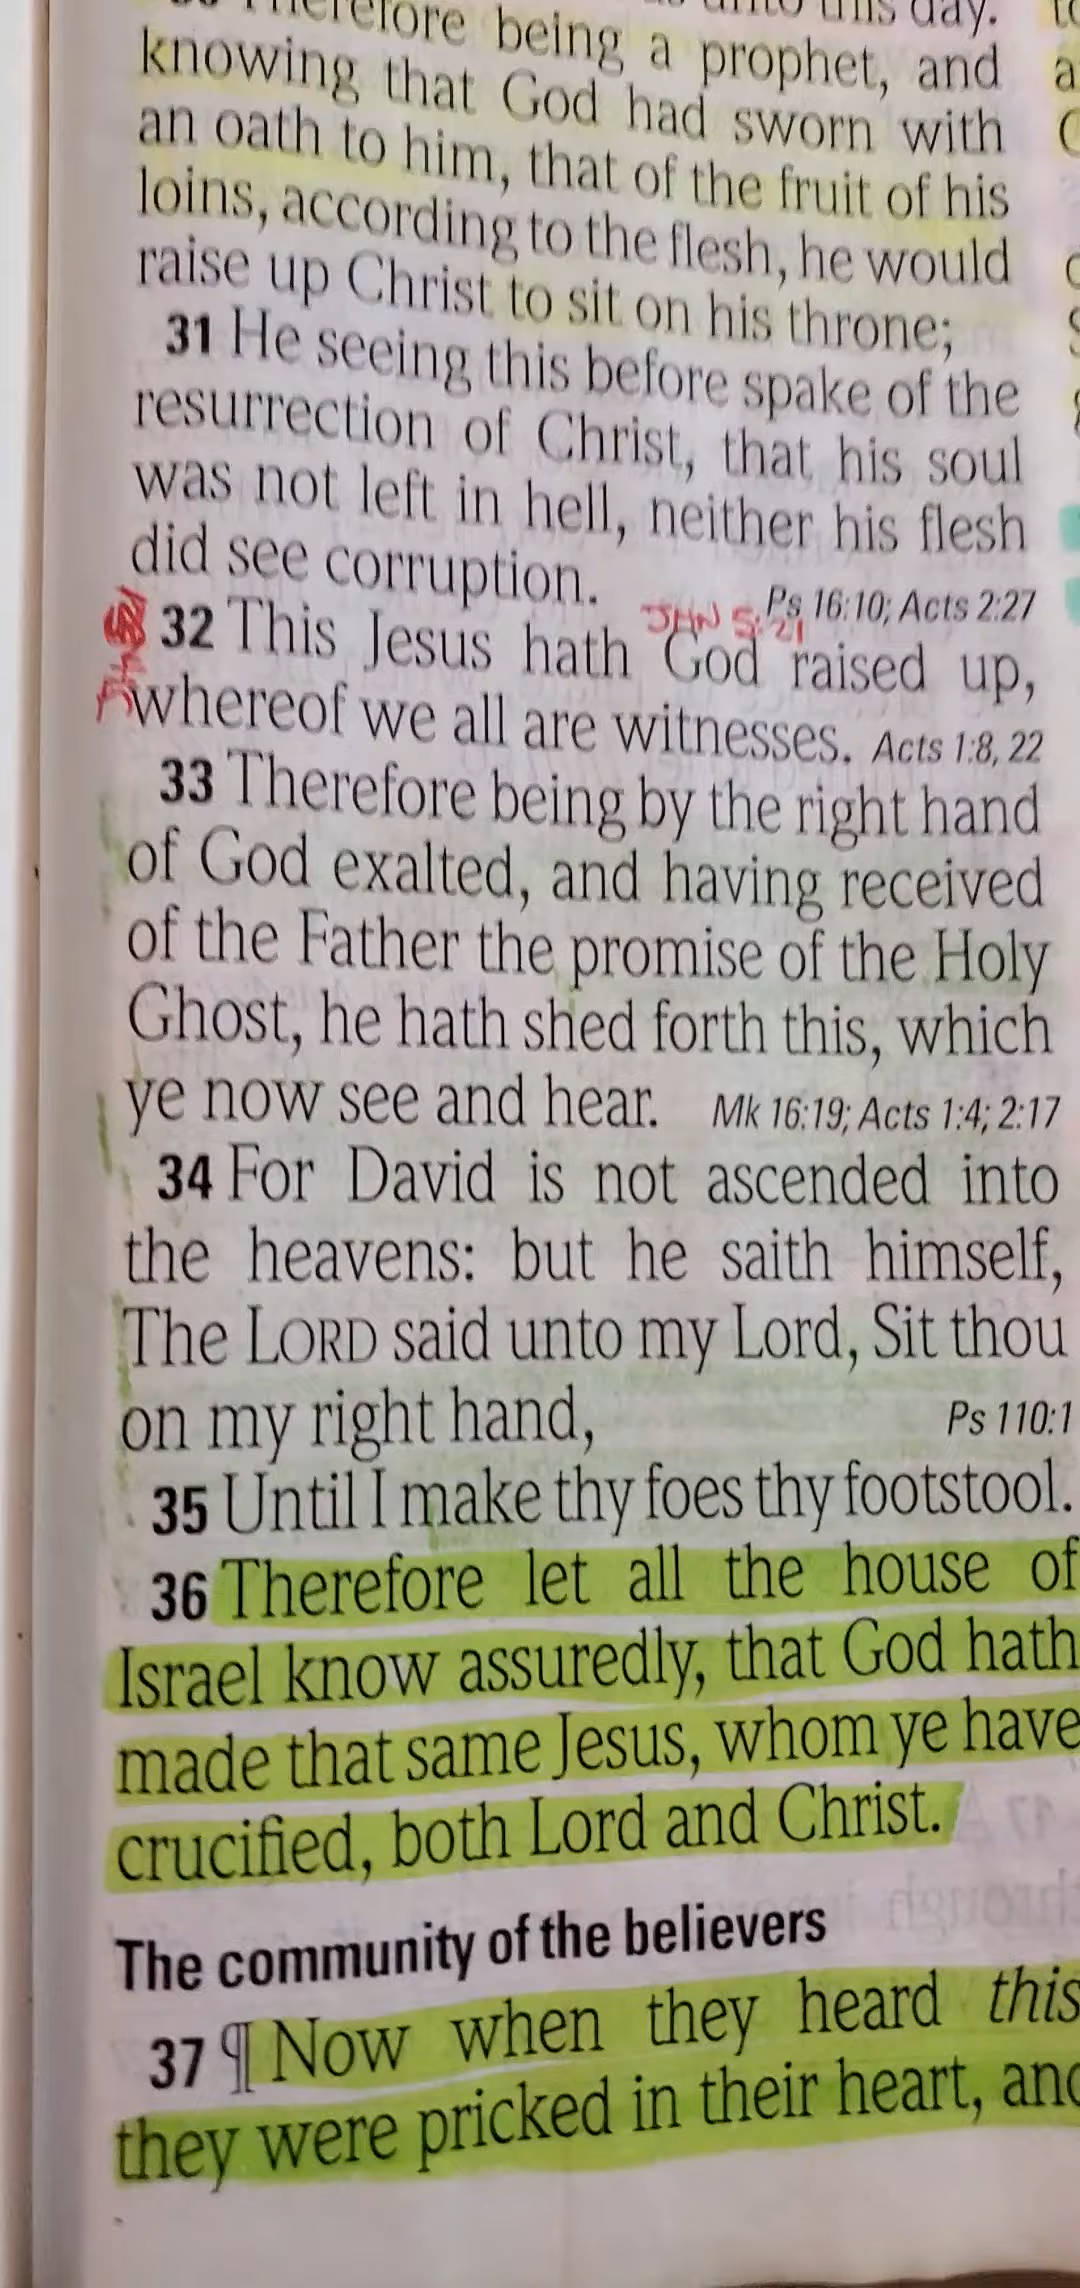 Therefore being a prophet, and
knowing that God had sworn with
an oath to him, that of the fruit of his
loins, according to the flesh, he would
raise up Christ to sit on his throne;
31 He seeing this before spake of the
resurrection of Christ, that his soul
was not left in hell, neither his flesh
did see corruption.
Ps 16:10; Acts 2:27
JHN 5:21
32 This Jesus hath God raised up,
whereof we all are witnesses. Acts 1:8, 22
33 Therefore being by the right hand
of God exalted, and having received
of the Father the promise of the Holy
Ghost, he hath shed forth this, which
ye now see and hear. Mk 16:19; Acts 1:4; 2:17
34 For David is not ascended into
the heavens: but he saith himself,
The LORD said unto my Lord, Sit thou
on my right hand, Ps 110:1
35 Until I make thy foes thy footstool.
36 Therefore let all the house of
Israel know assuredly, that God hath
made that same Jesus, whom ye have
crucified, both Lord and Christ.
The community of the believers
37 ¶ Now when they heard this
they were pricked in their heart, and